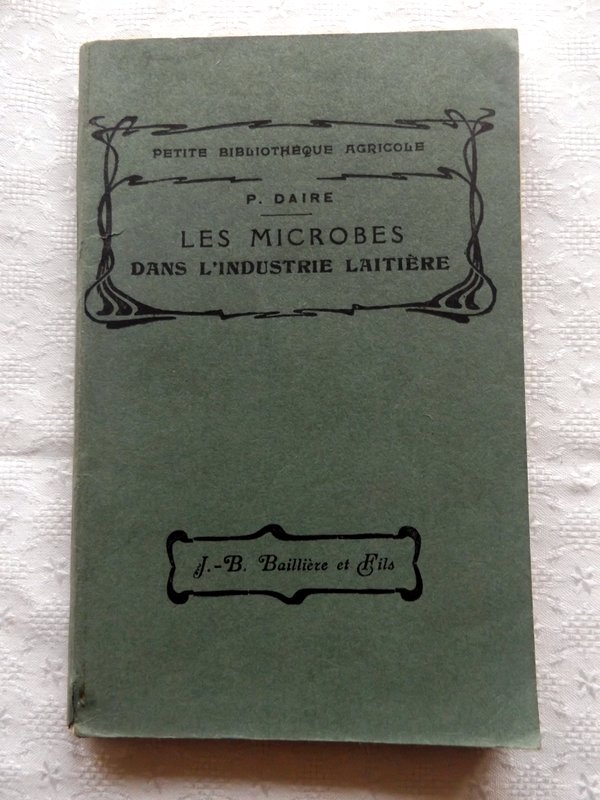 PETITE BIBLIOTHÈQUE AGRICOLE
P. DAIRE
LES MICROBES
DANS L'INDUSTRIE LAITIÈRE
J.-B. Baillière et Fils